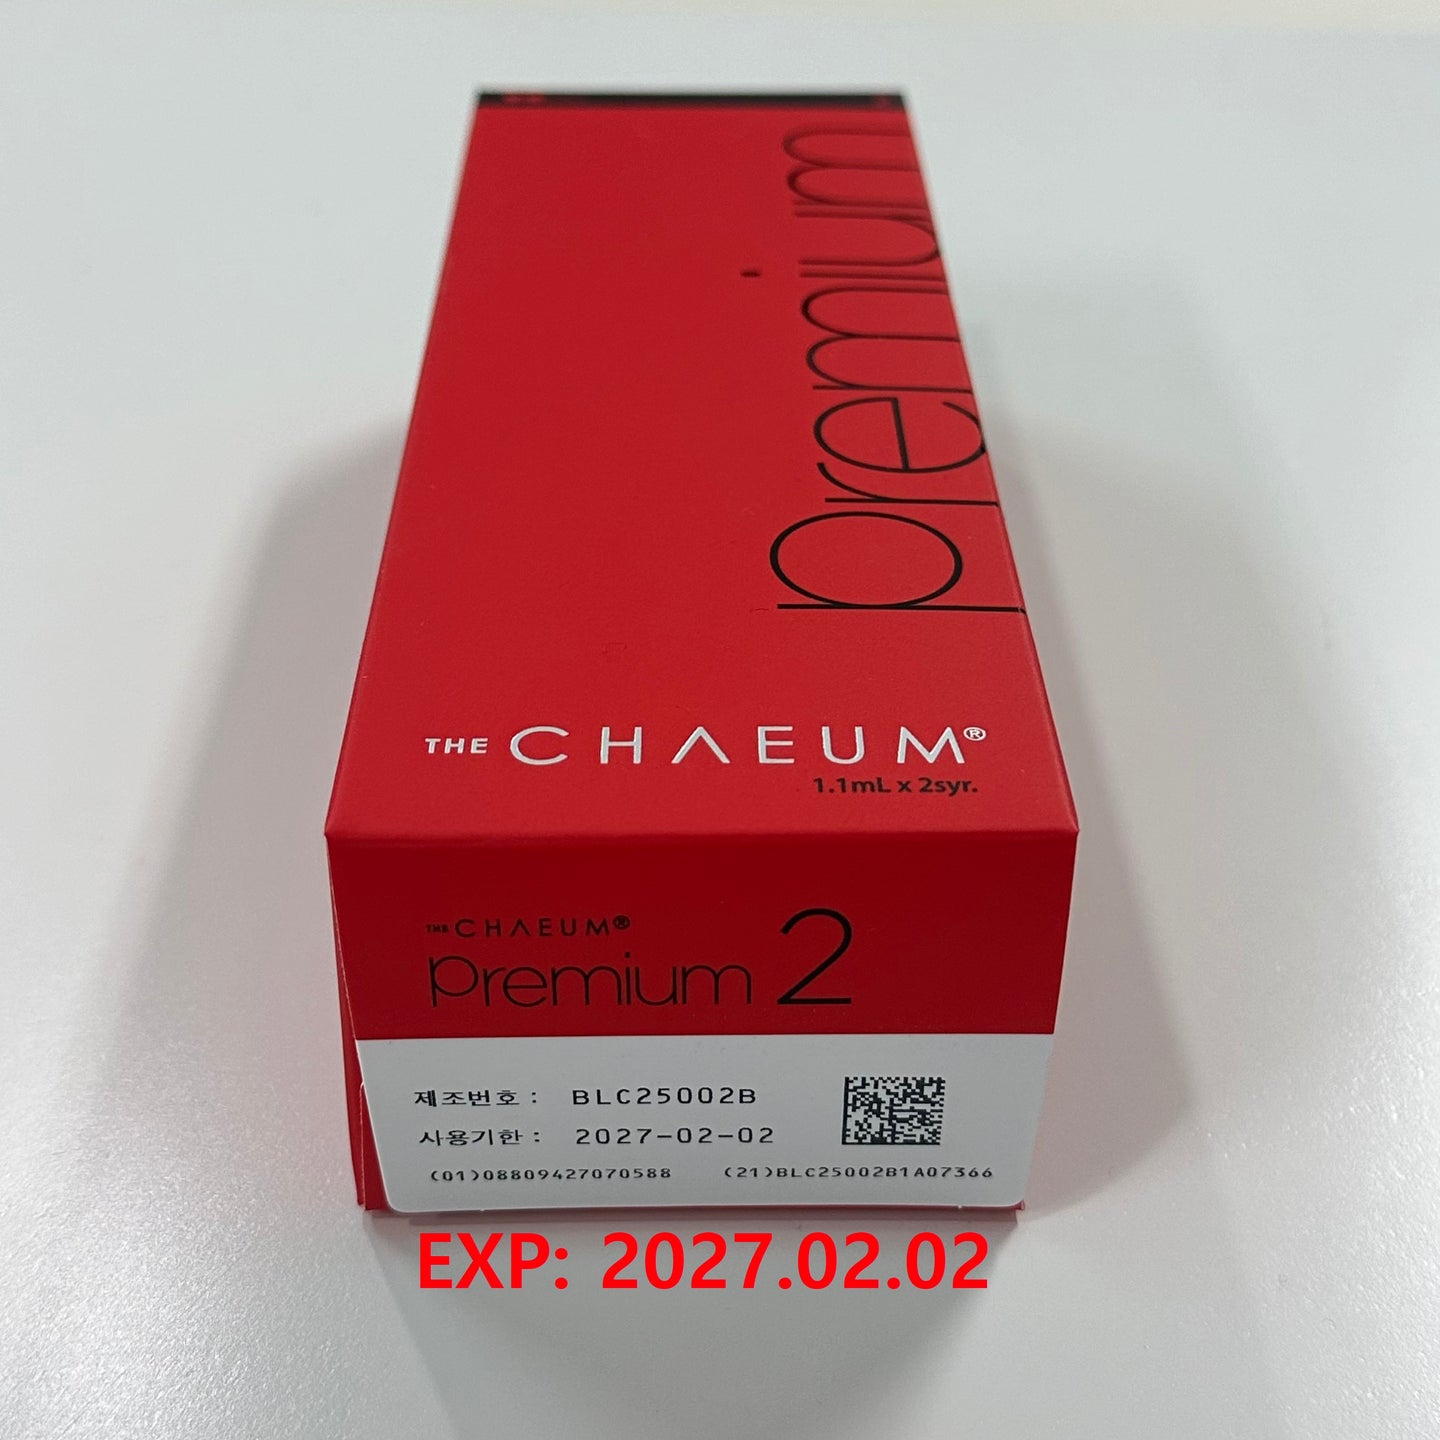 premium
THE CHAEUM®
1.1mL x 2syr.
THE CHAEUM®
premium 2
제조번호 : BLC25002B
사용기한 : 2027-02-02
(01)08809427070588 (21)BLC25002B1A07366
EXP: 2027.02.02